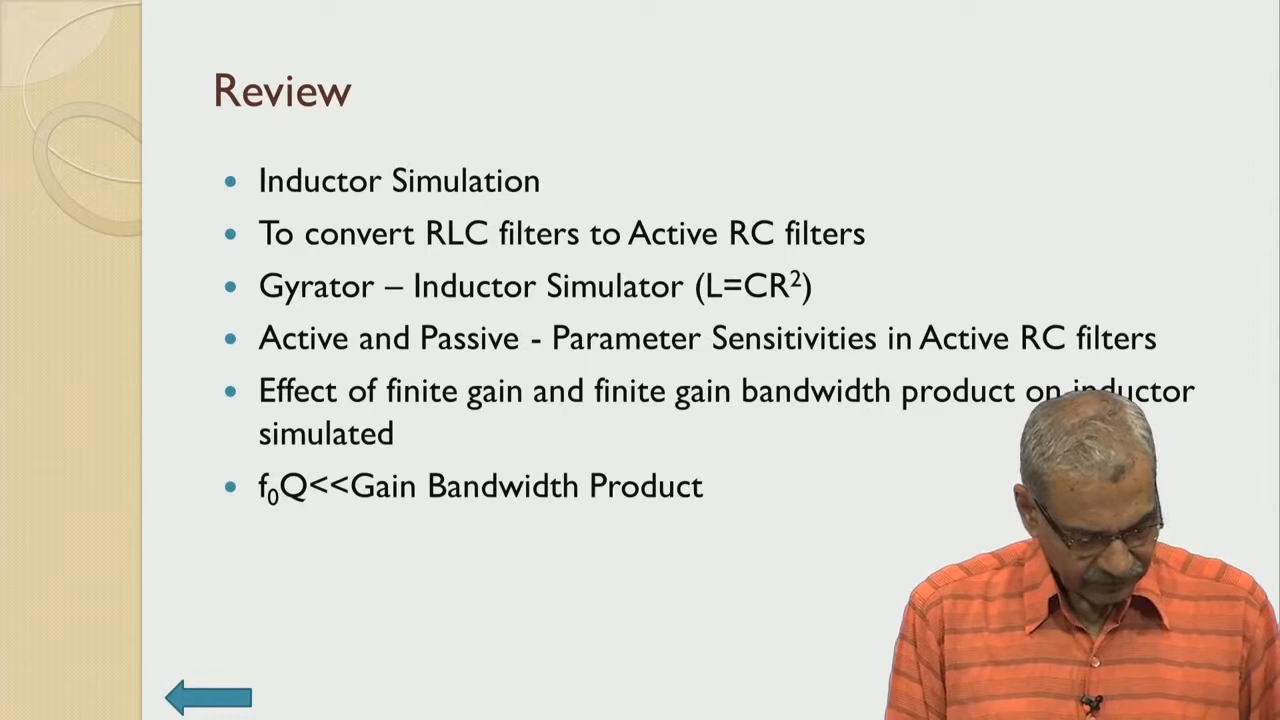 Review
• Inductor Simulation
• To convert RLC filters to Active RC filters
• Gyrator – Inductor Simulator (L=CR²)
• Active and Passive - Parameter Sensitivities in Active RC filters
• Effect of finite gain and finite gain bandwidth product on inductor
simulated
• f₀Q<<Gain Bandwidth Product